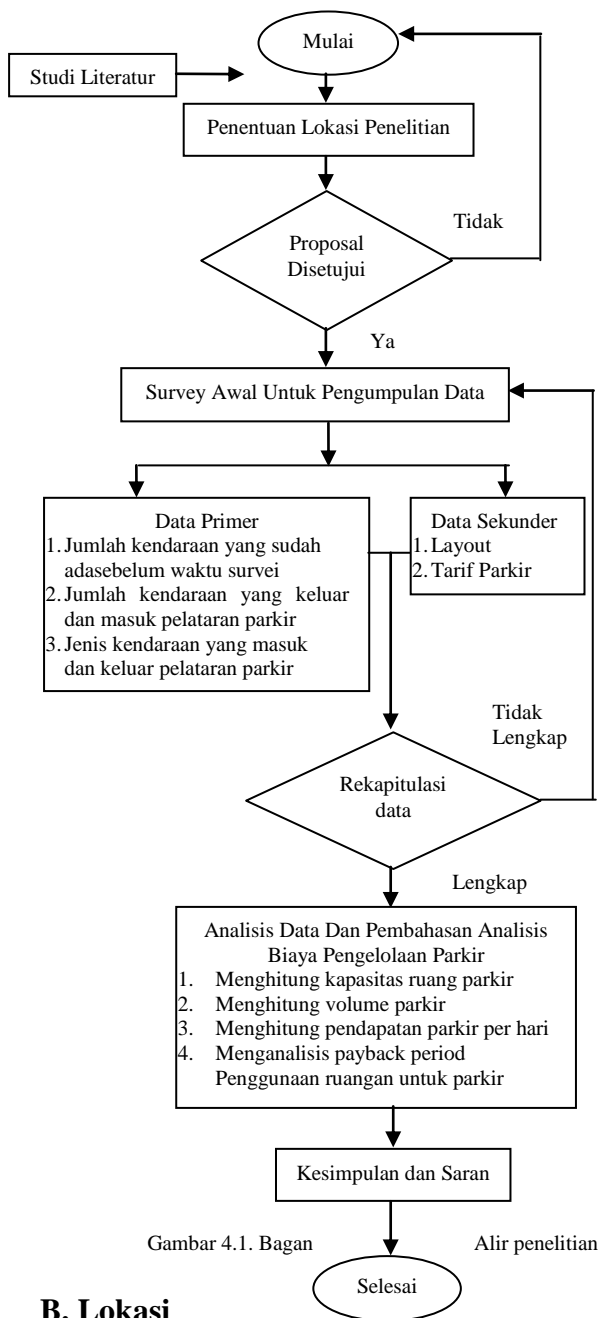 Mulai
Studi Literatur
Penentuan Lokasi Penelitian
Tidak
Proposal
Disetujui
Ya
Survey Awal Untuk Pengumpulan Data
Data Primer
1. Jumlah kendaraan yang sudah
adasebelum waktu survei
2. Jumlah kendaraan yang keluar
dan masuk pelataran parkir
3. Jenis kendaraan yang masuk
dan keluar pelataran parkir
Data Sekunder
1. Layout
2. Tarif Parkir
Tidak
Lengkap
Rekapitulasi
data
Lengkap
Analisis Data Dan Pembahasan Analisis
Biaya Pengelolaan Parkir
1. Menghitung kapasitas ruang parkir
2. Menghitung volume parkir
3. Menghitung pendapatan parkir per hari
4. Menganalisis payback period
Penggunaan ruangan untuk parkir
Kesimpulan dan Saran
Gambar 4.1. Bagan Alir penelitian
Selesai
B. Lokasi